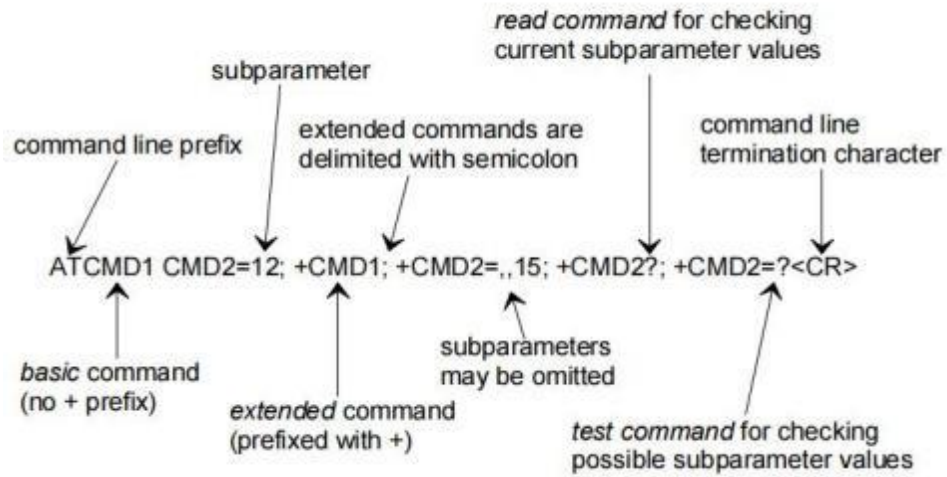 read command for checking
current subparameter values
subparameter
command line prefix
extended commands are
delimited with semicolon
command line
termination character
ATCMD1 CMD2=12; +CMD1; +CMD2=,,15; +CMD2?; +CMD2=?<CR>
basic command
(no + prefix)
extended command
(prefixed with +)
subparameters
may be omitted
test command for checking
possible subparameter values